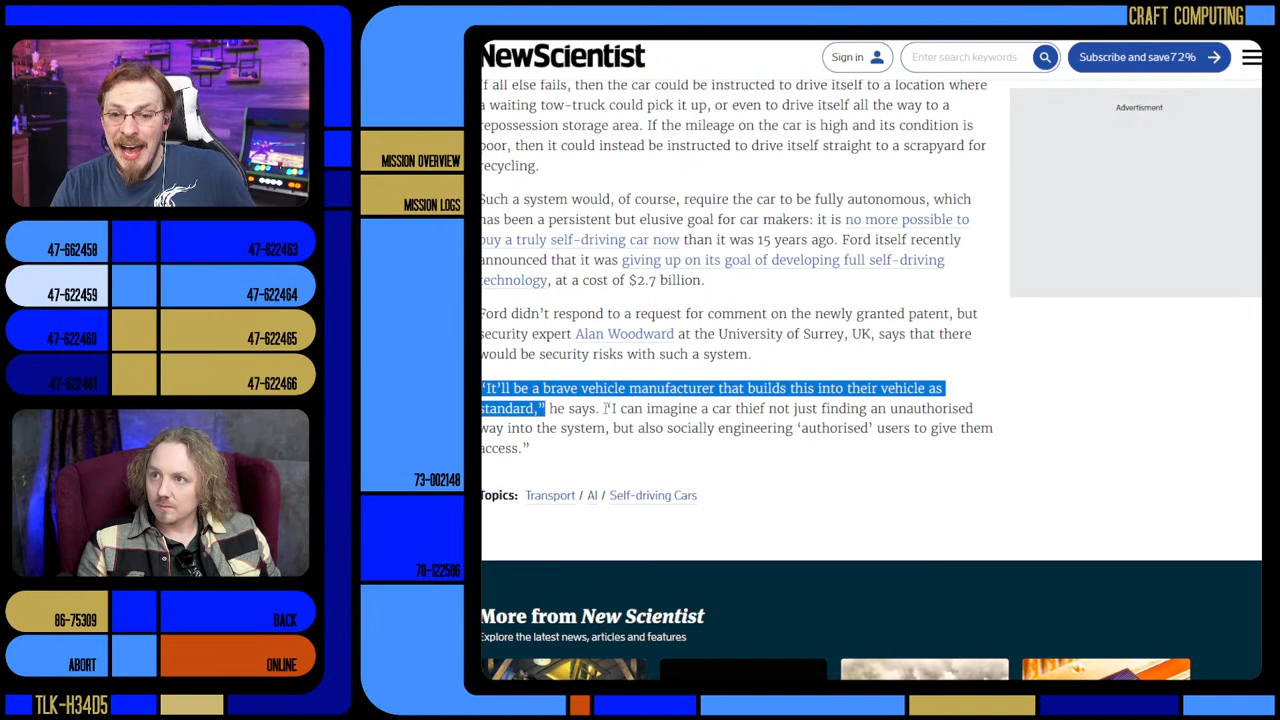 CRAFT COMPUTING
NewScientist
Sign in
Enter search keywords
Subscribe and save 72%
If all else fails, then the car could be instructed to drive itself to a location where
a waiting tow-truck could pick it up, or even to drive itself all the way to a
repossession storage area. If the mileage on the car is high and its condition is
poor, then it could instead be instructed to drive itself straight to a scrapyard for
recycling.
Such a system would, of course, require the car to be fully autonomous, which
has been a persistent but elusive goal for car makers: it is no more possible to
buy a truly self-driving car now than it was 15 years ago. Ford itself recently
announced that it was giving up on its goal of developing full self-driving
technology, at a cost of $2.7 billion.
Ford didn’t respond to a request for comment on the newly granted patent, but
security expert Alan Woodward at the University of Surrey, UK, says that there
would be security risks with such a system.
“It’ll be a brave vehicle manufacturer that builds this into their vehicle as
standard,” he says. “I can imagine a car thief not just finding an unauthorised
way into the system, but also socially engineering ‘authorised’ users to give them
access.”
Topics: Transport / AI / Self-driving Cars
More from New Scientist
Explore the latest news, articles and features
Advertisment
MISSION OVERVIEW
MISSION LOGS
73-002148
70-122506
47-662458
47-622463
47-622459
47-622464
47-622460
47-622465
47-622461
47-622466
06-75309
BACK
ABORT
ONLINE
TLK-H34D5